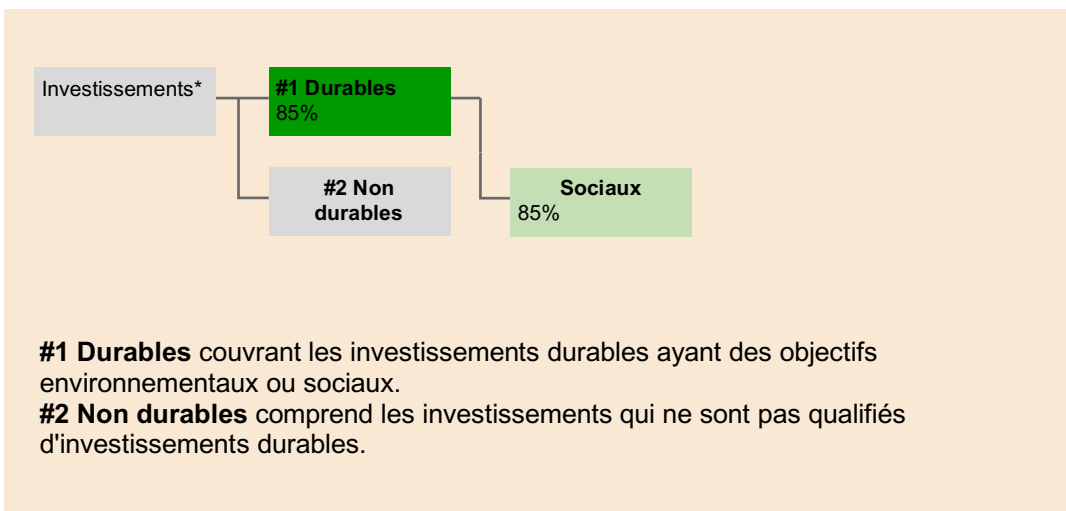 Investissements*
#1 Durables
85%
#2 Non
durables
Sociaux
85%
#1 Durables couvrant les investissements durables ayant des objectifs
environnementaux ou sociaux.
#2 Non durables comprend les investissements qui ne sont pas qualifiés
d'investissements durables.